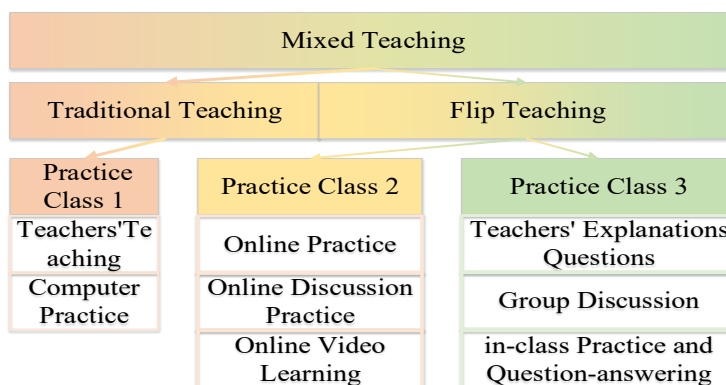 Mixed Teaching
Traditional Teaching
Flip Teaching
Practice
Class 1
Teachers'Te
aching
Computer
Practice
Practice Class 2
Online Practice
Online Discussion
Practice
Online Video
Learning
Practice Class 3
Teachers' Explanations
Questions
Group Discussion
in-class Practice and
Question-answering